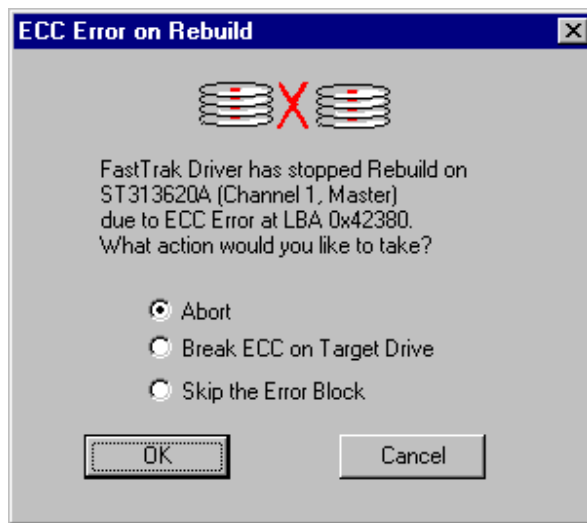 ECC Error on Rebuild
FastTrak Driver has stopped Rebuild on
ST313620A (Channel 1, Master)
due to ECC Error at LBA 0x42380.
What action would you like to take?
Abort
Break ECC on Target Drive
Skip the Error Block
OK
Cancel